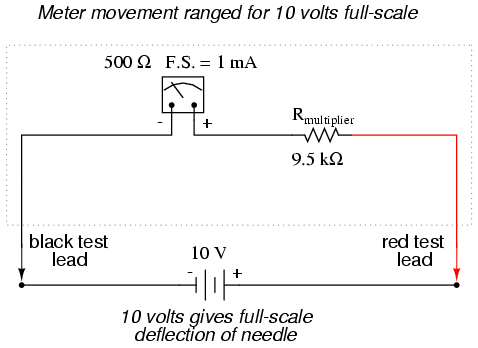 Meter movement ranged for 10 volts full-scale
500 Ω F.S. = 1 mA
- +
Rmultiplier
9.5 kΩ
black test
lead
10 V
- +
red test
lead
10 volts gives full-scale
deflection of needle